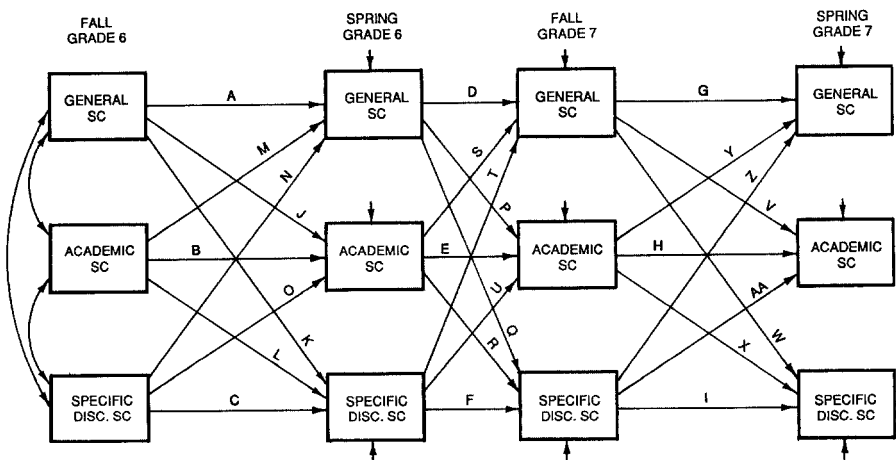 FALL
GRADE 6
SPRING
GRADE 6
FALL
GRADE 7
SPRING
GRADE 7
GENERAL
SC
A
GENERAL
SC
D
GENERAL
SC
G
GENERAL
SC
M
N
J
S
T
P
Y
Z
V
ACADEMIC
SC
B
ACADEMIC
SC
E
ACADEMIC
SC
H
ACADEMIC
SC
O
K
L
U
Q
R
AA
W
X
SPECIFIC
DISC. SC
C
SPECIFIC
DISC. SC
F
SPECIFIC
DISC. SC
I
SPECIFIC
DISC. SC